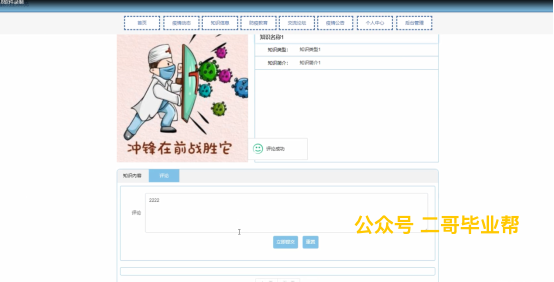 首页 疫情动态 知识信息 防疫教育 交流论坛 疫情公告 个人中心 后台管理
知识名称1
知识类型： 知识类型1
知识简介： 知识简介1
冲锋在前战胜它
评论成功
知识内容 评论
评论 2222
公众号 二哥毕业帮
立即提交 重置